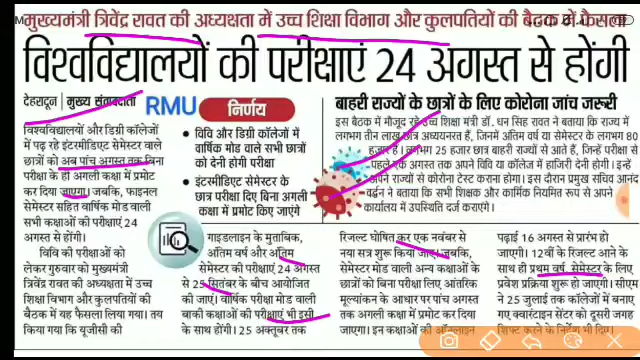 मुख्यमंत्री त्रिवेंद्र रावत की अध्यक्षता में उच्च शिक्षा विभाग और कुलपतियों की बैठक में फैसला
विश्वविद्यालयों की परीक्षाएं 24 अगस्त से होंगी
देहरादून | मुख्य संवाददाता
RMU
विश्वविद्यालयों और डिग्री कॉलेजों
में पढ़ रहे इंटरमीडिएट सेमेस्टर वाले
छात्रों को अब पांच अगस्त तक बिना
परीक्षा के ही अगली कक्षा में प्रमोट
कर दिया जाएगा। जबकि, फाइनल
सेमेस्टर सहित वार्षिक मोड वाली
सभी कक्षाओं की परीक्षाएं 24
अगस्त से होंगी।
विवि की परीक्षाओं को
लेकर गुरुवार को मुख्यमंत्री
त्रिवेंद्र रावत की अध्यक्षता में उच्च
शिक्षा विभाग और कुलपतियों की
बैठक में यह फैसला लिया गया। तय
किया गया कि यूजीसी की
निर्णय
• विवि और डिग्री कॉलेजों में
वार्षिक मोड वाले सभी छात्रों
को देनी होगी परीक्षा
• इंटरमीडिएट सेमेस्टर के
छात्र परीक्षा दिए बिना अगली
कक्षा में प्रमोट किए जाएंगे
गाइडलाइन के मुताबिक,
अंतिम वर्ष और अंतिम
सेमेस्टर की परीक्षाएं 24 अगस्त
से 25 सितंबर के बीच आयोजित
की जाएं। वार्षिक परीक्षा मोड वाली
बाकी कक्षाओं की परीक्षाएं भी इसी
के साथ होंगी। 25 अक्तूबर तक
बाहरी राज्यों के छात्रों के लिए कोरोना जांच जरूरी
इस बैठक में मौजूद रहे उच्च शिक्षा मंत्री डॉ. धन सिंह रावत ने बताया कि राज्य में
लगभग तीन लाख छात्र अध्ययनरत हैं, जिनमें अंतिम वर्ष या सेमेस्टर के लगभग 80
हजार हैं। लगभग 25 हजार छात्र बाहरी राज्यों से आते हैं, जिन्हें परीक्षा से
पहले एक अगस्त तक अपने विवि या कॉलेज में हाजिरी देनी होगी। इन्हें
अपने राज्यों से कोरोना टेस्ट कराना होगा। इस दौरान प्रमुख सचिव आनंद
वर्द्धन ने बताया कि सभी शिक्षक और कार्मिक नियमित रूप से अपने
कार्यालय में उपस्थिति दर्ज कराएंगे।
रिजल्ट घोषित कर एक नवंबर से
नया सत्र शुरू किया जाए। जबकि,
सेमेस्टर मोड वाली अन्य कक्षाओं के
छात्रों को बिना परीक्षा लिए आंतरिक
मूल्यांकन के आधार पर पांच अगस्त
तक अगली कक्षा में प्रमोट कर दिया
जाएगा। इन कक्षाओं की ऑनलाइन
पढ़ाई 16 अगस्त से प्रारंभ हो
जाएगी। 12वीं के रिजल्ट आने के
साथ ही प्रथम वर्ष, सेमेस्टर के लिए
प्रवेश प्रक्रिया शुरू हो जाएगी। सीएम
ने 25 जुलाई तक कॉलेजों में बनाए
गए क्वारंटाइन सेंटर को दूसरी जगह
शिफ्ट करने के निर्देश भी दिए।